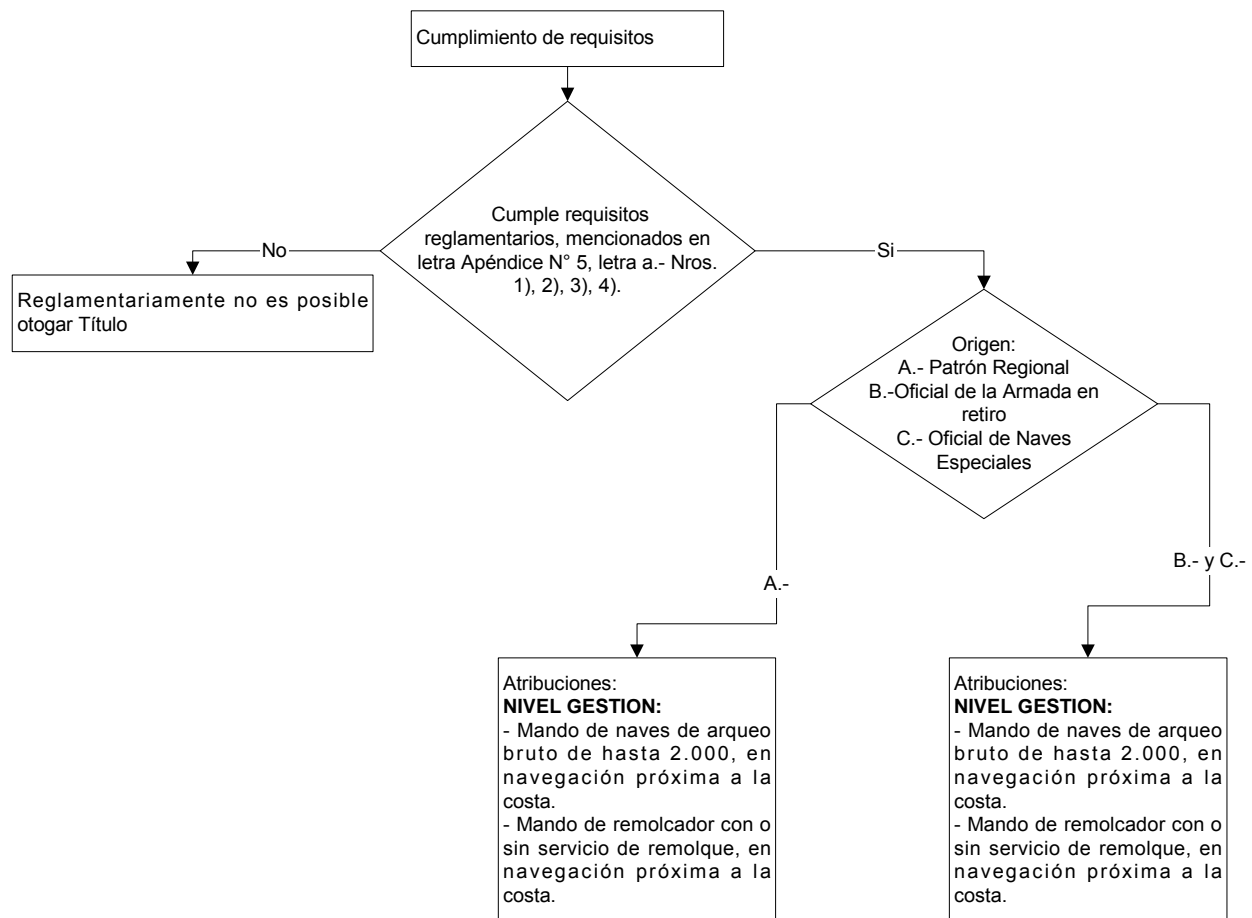 Cumplimiento de requisitos
Cumple requisitos
reglamentarios, mencionados en
letra Apéndice N° 5, letra a.- Nros.
1), 2), 3), 4).
No
Si
Reglamentariamente no es posible
otogar Título
Origen:
A.- Patrón Regional
B.-Oficial de la Armada en
retiro
C.- Oficial de Naves
Especiales
A.-
B.- y C.-
Atribuciones:
NIVEL GESTION:
- Mando de naves de arqueo
bruto de hasta 2.000, en
navegación próxima a la
costa.
- Mando de remolcador con o
sin servicio de remolque, en
navegación próxima a la
costa.
Atribuciones:
NIVEL GESTION:
- Mando de naves de arqueo
bruto de hasta 2.000, en
navegación próxima a la
costa.
- Mando de remolcador con o
sin servicio de remolque, en
navegación próxima a la
costa.